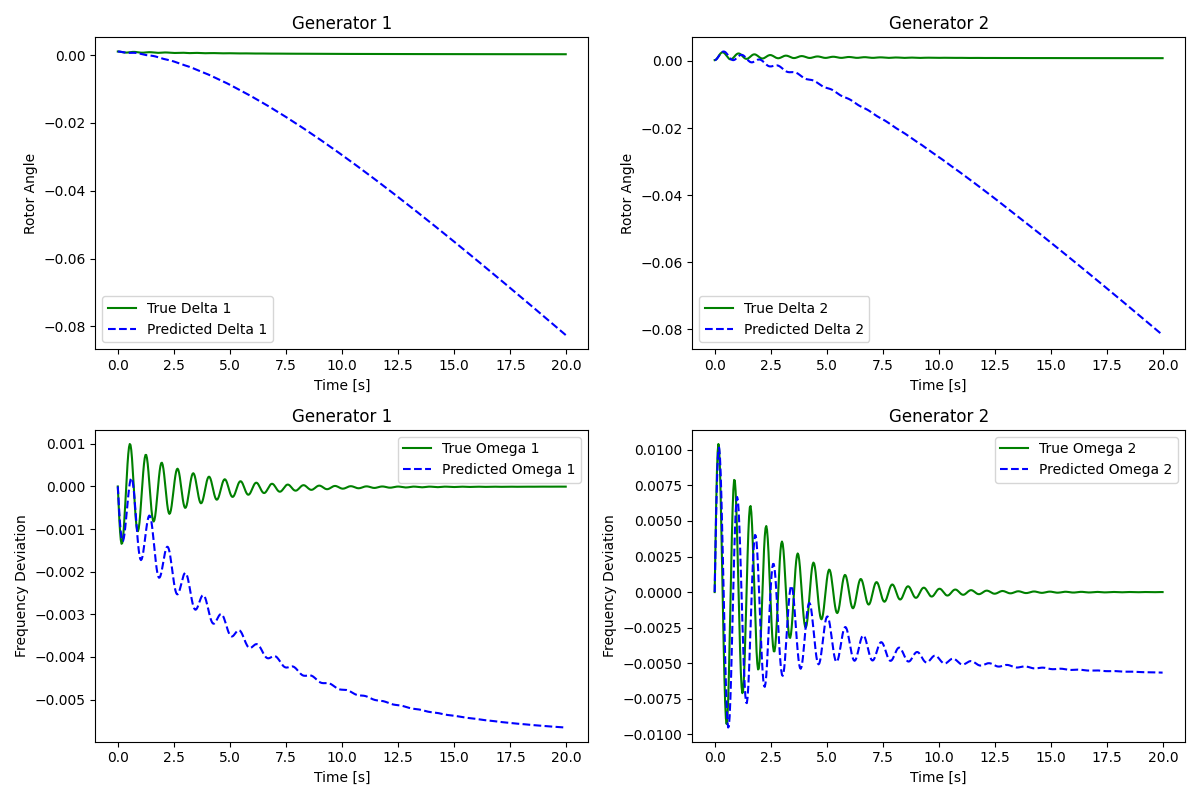 Generator 1
0.00
−0.02
−0.04
−0.06
−0.08
Rotor Angle
True Delta 1
Predicted Delta 1
0.0 2.5 5.0 7.5 10.0 12.5 15.0 17.5 20.0
Time [s]
Generator 2
0.00
−0.02
−0.04
−0.06
−0.08
Rotor Angle
True Delta 2
Predicted Delta 2
0.0 2.5 5.0 7.5 10.0 12.5 15.0 17.5 20.0
Time [s]
Generator 1
0.001
0.000
−0.001
−0.002
−0.003
−0.004
−0.005
Frequency Deviation
True Omega 1
Predicted Omega 1
0.0 2.5 5.0 7.5 10.0 12.5 15.0 17.5 20.0
Time [s]
Generator 2
0.0100
0.0075
0.0050
0.0025
0.0000
−0.0025
−0.0050
−0.0075
−0.0100
Frequency Deviation
True Omega 2
Predicted Omega 2
0.0 2.5 5.0 7.5 10.0 12.5 15.0 17.5 20.0
Time [s]